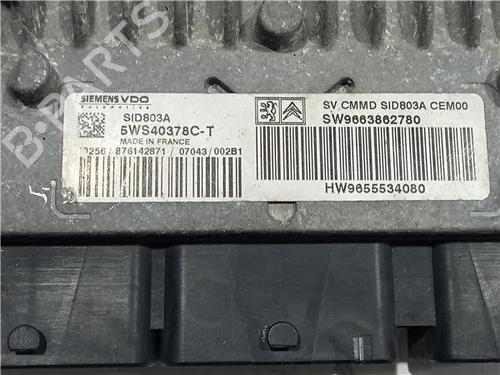 SIEMENS VDO
SID803A
5WS40378C-T
MADE IN FRANCE
0256/876142871/07043/002B1
SV CMMD SID803A CEM00
SW9663862780
HW9655534080
B-PARTS